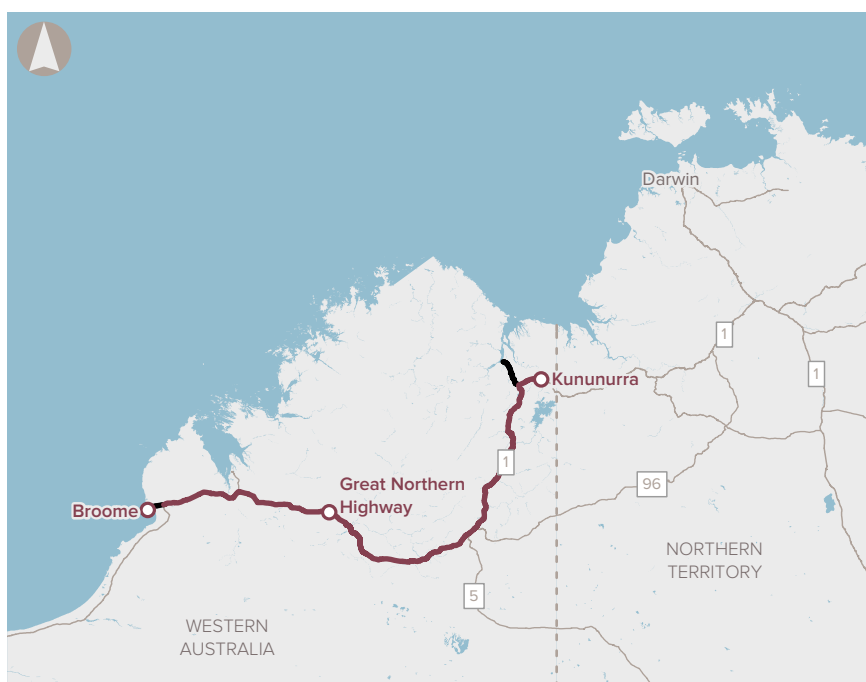 Darwin
1
1
Kununurra
1
Great Northern
Highway
96
Broome
NORTHERN
TERRITORY
5
WESTERN
AUSTRALIA